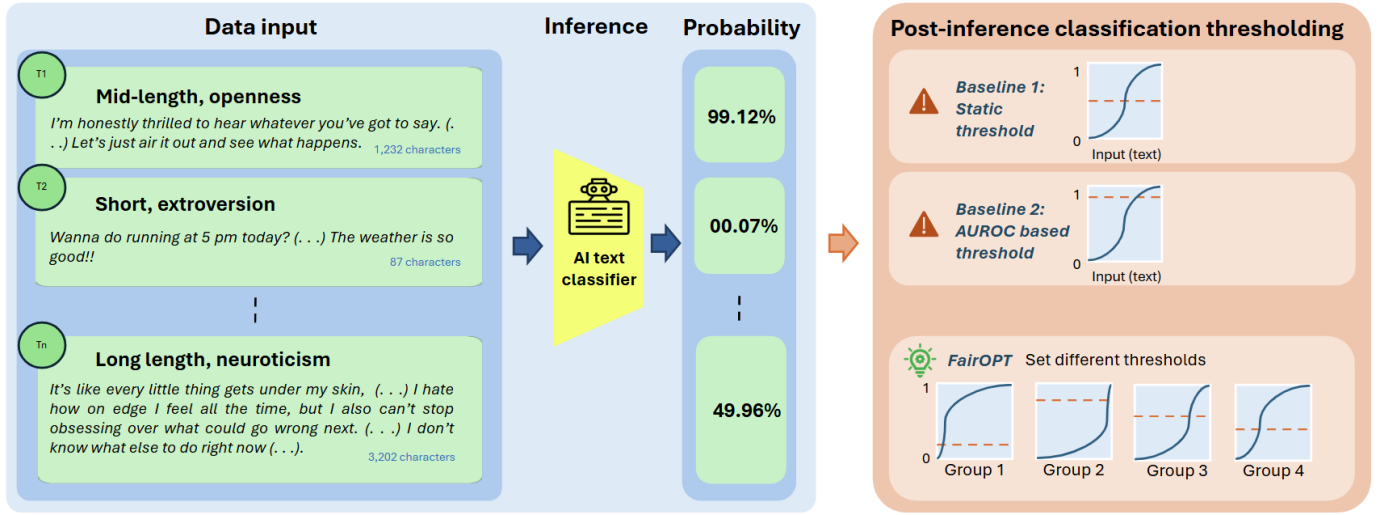 Data input
Inference
Probability
T1
Mid-length, openness
I'm honestly thrilled to hear whatever you've got to say. (.
. .) Let's just air it out and see what happens.
1,232 characters
99.12%
T2
Short, extroversion
Wanna do running at 5 pm today? (. . .) The weather is so
good!!
87 characters
00.07%
AI text
classifier
Tn
Long length, neuroticism
It's like every little thing gets under my skin, (. . .) I hate
how on edge I feel all the time, but I also can't stop
obsessing over what could go wrong next. (. . .) I don't
know what else to do right now (. . .).
3,202 characters
49.96%
Post-inference classification thresholding
Baseline 1:
Static
threshold
1
0
Input (text)
Baseline 2:
AUROC based
threshold
1
0
Input (text)
FairOPT Set different thresholds
1
0
Group 1
Group 2
Group 3
Group 4